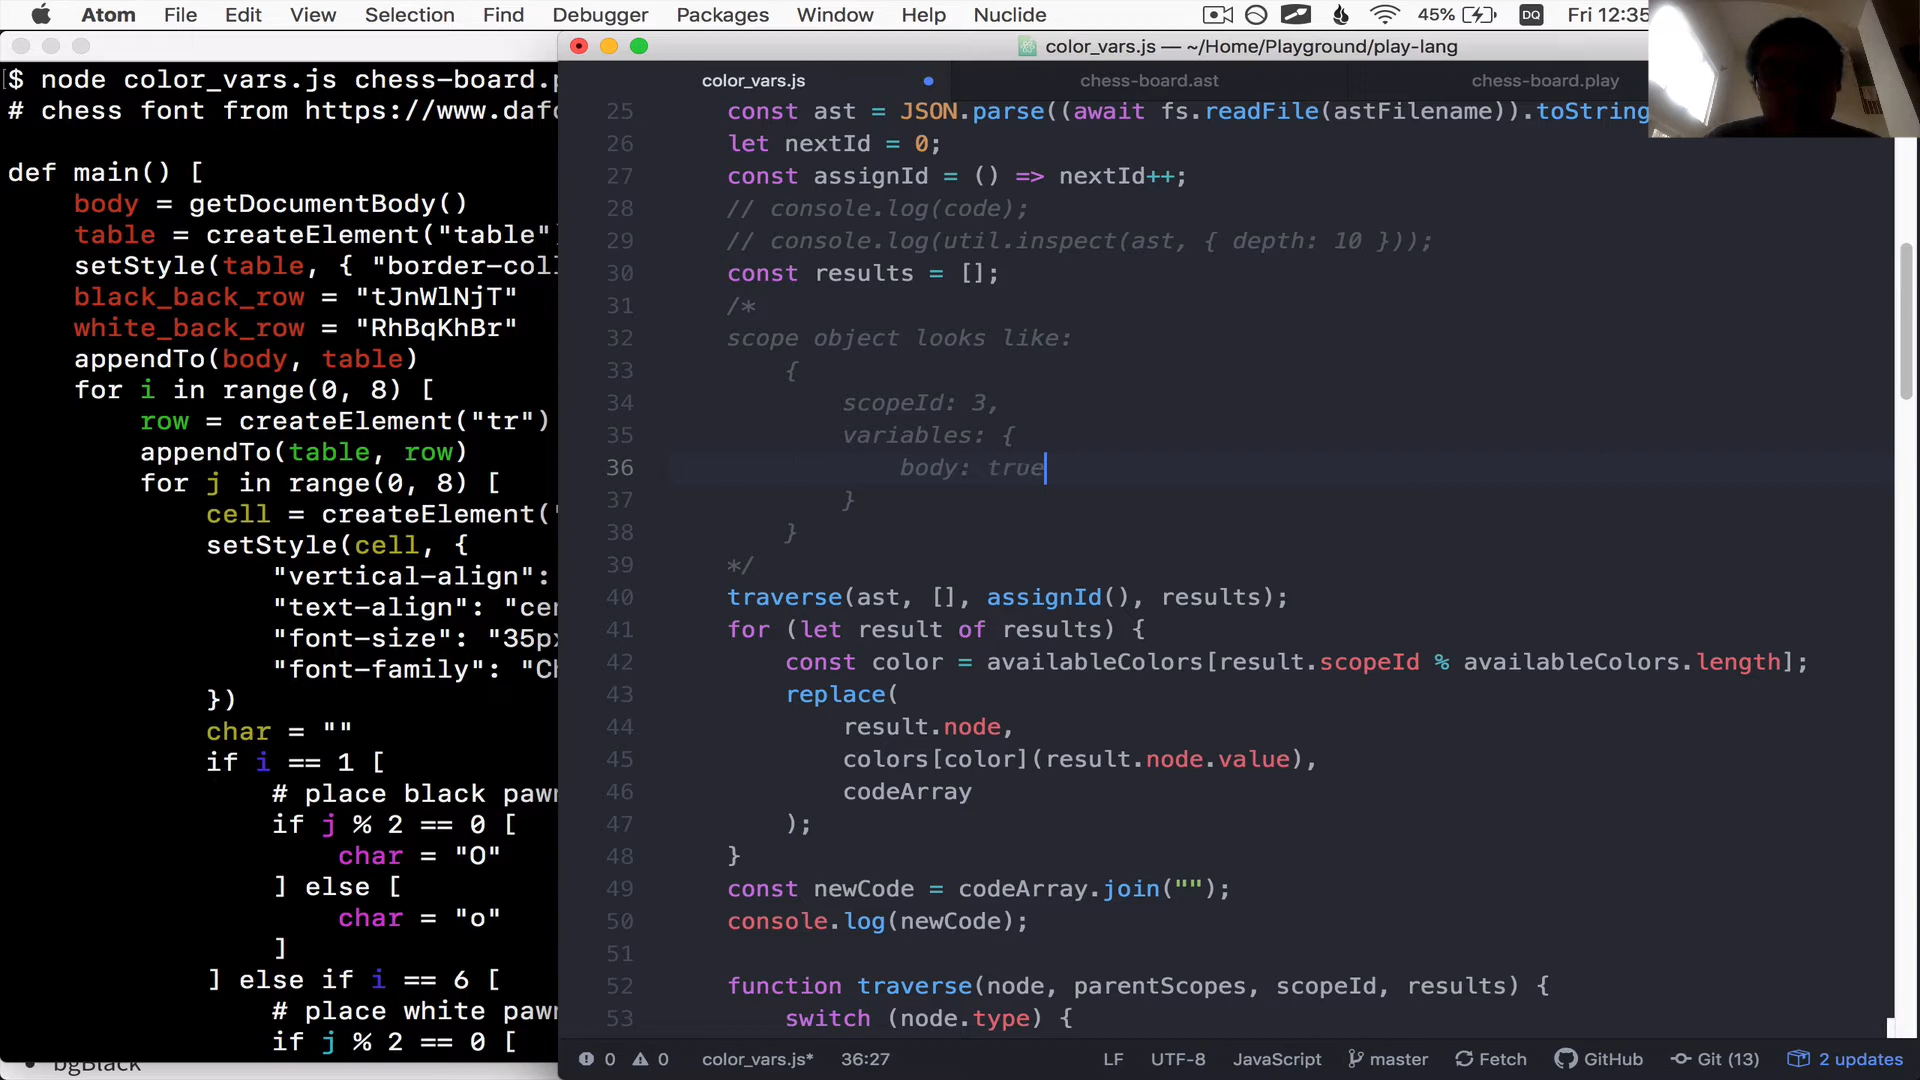 Atom File Edit View Selection Find Debugger Packages Window Help Nuclide 45% DQ Fri 12:35
$ node color_vars.js chess-board.
# chess font from https://www.dafo
def main() [
body = getDocumentBody()
table = createElement("table"
setStyle(table, { "border-coll
black_back_row = "tJnWlNjT"
white_back_row = "RhBqKhBr"
appendTo(body, table)
for i in range(0, 8) [
row = createElement("tr")
appendTo(table, row)
for j in range(0, 8) [
cell = createElement(
setStyle(cell, {
"vertical-align":
"text-align": "cen
"font-size": "35px
"font-family": "Ch
})
char = ""
if i == 1 [
# place black pawn
if j % 2 == 0 [
char = "O"
] else [
char = "o"
]
] else if i == 6 [
# place white pawn
if j % 2 == 0 [
bgBlack
color_vars.js — ~/Home/Playground/play-lang
color_vars.js chess-board.ast chess-board.play
25 const ast = JSON.parse((await fs.readFile(astFilename)).toString
26 let nextId = 0;
27 const assignId = () => nextId++;
28 // console.log(code);
29 // console.log(util.inspect(ast, { depth: 10 }));
30 const results = [];
31 /*
32 scope object looks like:
33 {
34 scopeId: 3,
35 variables: {
36 body: true
37 }
38 }
39 */
40 traverse(ast, [], assignId(), results);
41 for (let result of results) {
42 const color = availableColors[result.scopeId % availableColors.length];
43 replace(
44 result.node,
45 colors[color](result.node.value),
46 codeArray
47 );
48 }
49 const newCode = codeArray.join("");
50 console.log(newCode);
51
52 function traverse(node, parentScopes, scopeId, results) {
53 switch (node.type) {
0 0 color_vars.js* 36:27 LF UTF-8 JavaScript master Fetch GitHub Git (13) 2 updates